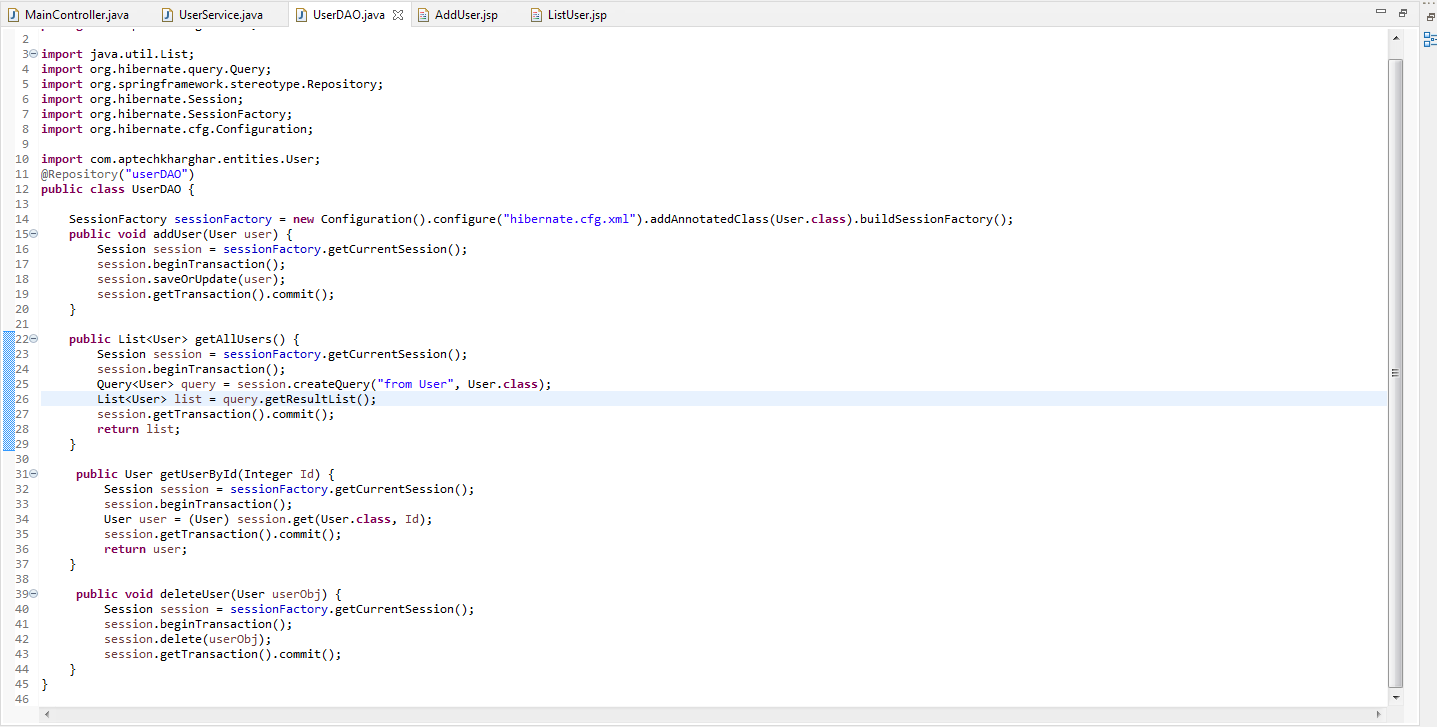 MainController.java UserService.java UserDAO.java AddUser.jsp ListUser.jsp
2
3 import java.util.List;
4 import org.hibernate.query.Query;
5 import org.springframework.stereotype.Repository;
6 import org.hibernate.Session;
7 import org.hibernate.SessionFactory;
8 import org.hibernate.cfg.Configuration;
9
10 import com.aptechkharghar.entities.User;
11 @Repository("userDAO")
12 public class UserDAO {
13
14 SessionFactory sessionFactory = new Configuration().configure("hibernate.cfg.xml").addAnnotatedClass(User.class).buildSessionFactory();
15 public void addUser(User user) {
16 Session session = sessionFactory.getCurrentSession();
17 session.beginTransaction();
18 session.saveOrUpdate(user);
19 session.getTransaction().commit();
20 }
21
22 public List<User> getAllUsers() {
23 Session session = sessionFactory.getCurrentSession();
24 session.beginTransaction();
25 Query<User> query = session.createQuery("from User", User.class);
26 List<User> list = query.getResultList();
27 session.getTransaction().commit();
28 return list;
29 }
30
31 public User getUserById(Integer Id) {
32 Session session = sessionFactory.getCurrentSession();
33 session.beginTransaction();
34 User user = (User) session.get(User.class, Id);
35 session.getTransaction().commit();
36 return user;
37 }
38
39 public void deleteUser(User userObj) {
40 Session session = sessionFactory.getCurrentSession();
41 session.beginTransaction();
42 session.delete(userObj);
43 session.getTransaction().commit();
44 }
45 }
46